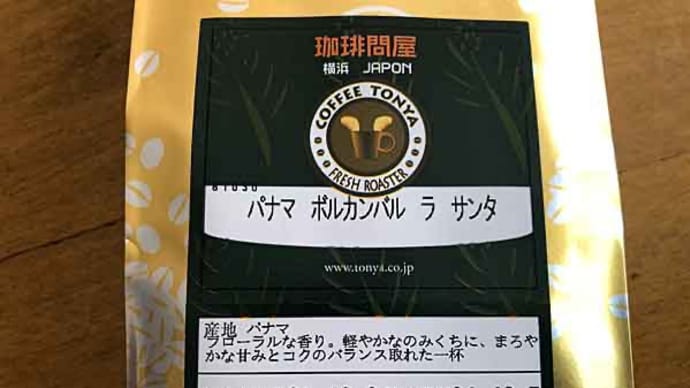 珈琲問屋
横浜 JAPON
COFFEE TONYA
FRESH ROASTER
81030
パナマ ボルカンバル ラ サンタ
www.tonya.co.jp
産地 パナマ
フローラルな香り。軽やかなのみくちに、まろや
かな甘みとコクのバランス取れた一杯